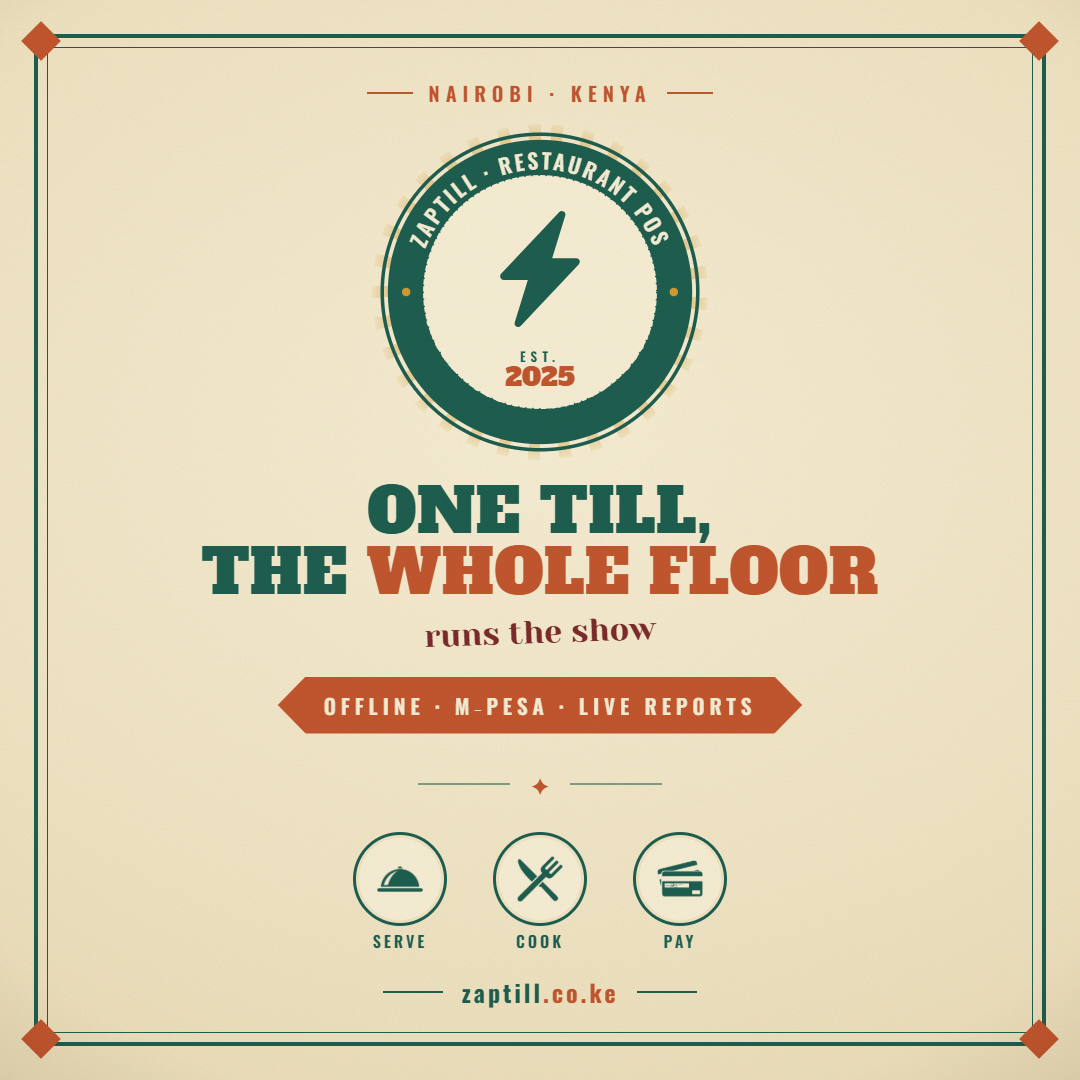 NAIROBI · KENYA
ZAPTILL · RESTAURANT POS
EST.
2025
ONE TILL,
THE WHOLE FLOOR
runs the show
OFFLINE · M-PESA · LIVE REPORTS
SERVE COOK PAY
zaptill.co.ke